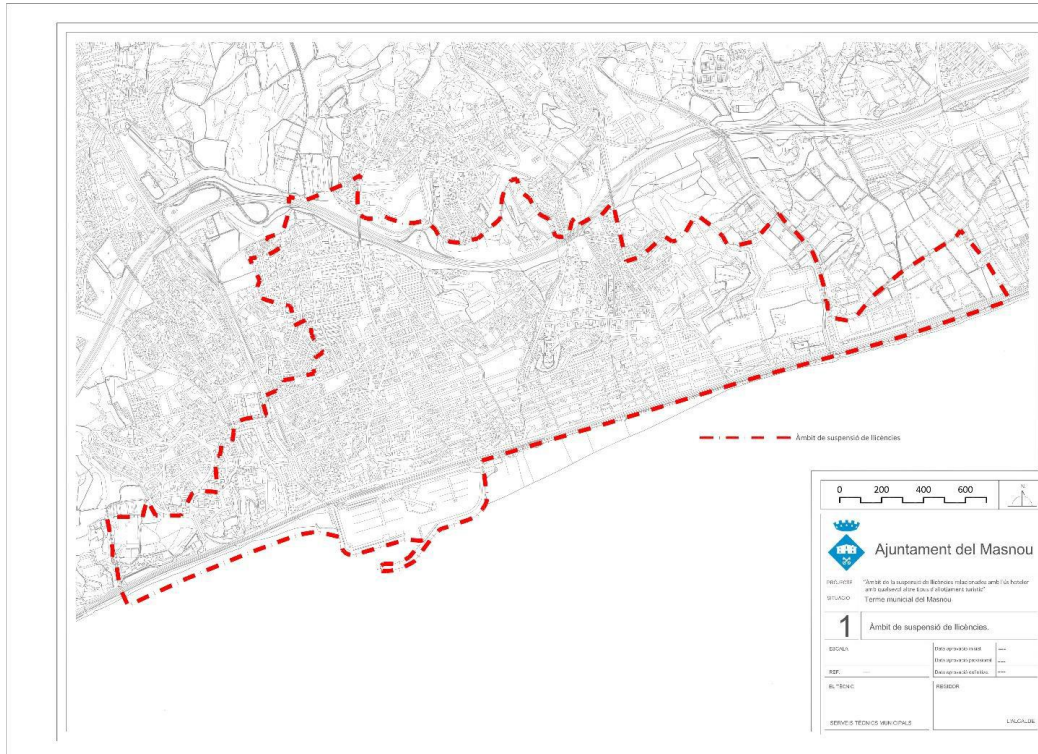 Àmbit de suspensió de llicències
0 200 400 600
N
Ajuntament del Masnou
PROJECTE "Àmbit de la suspensió de llicències relacionades amb l'ús hoteler
amb qualsevol altre tipus d'allotjament turístic"
SITUACIÓ Terme municipal del Masnou
1 Àmbit de suspensió de llicències.
ESCALA Data aprovació inicial ----
Data aprovació provisional ----
REF. ---- Data aprovació definitiva ----
EL TÈCNIC REGIDOR
SERVEIS TÈCNICS MUNICIPALS L'ALCALDE